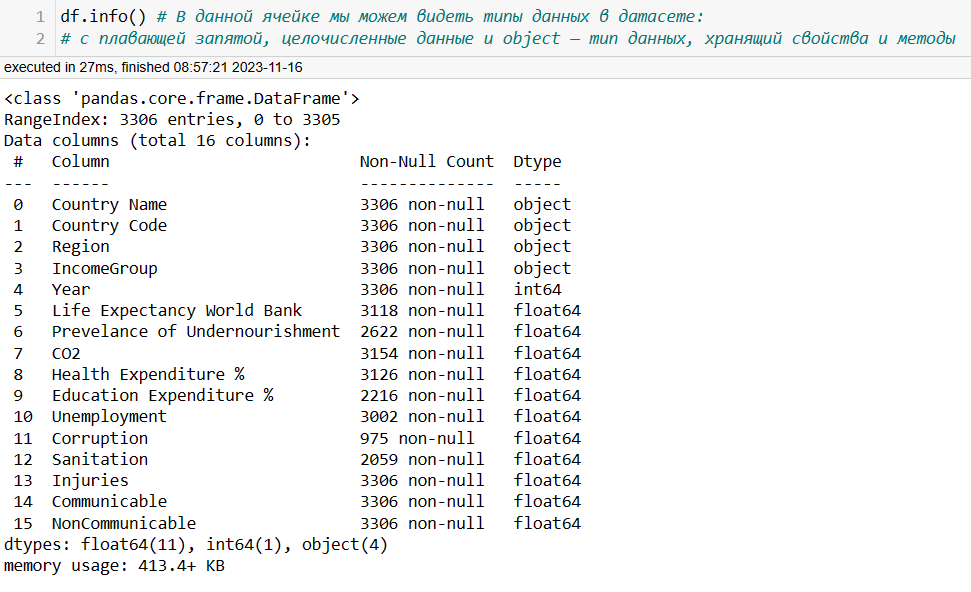 1 df.info() # В данной ячейке мы можем видеть типы данных в датасете:
2 # с плавающей запятой, целочисленные данные и object — тип данных, хранящий свойства и методы
executed in 27ms, finished 08:57:21 2023-11-16
<class 'pandas.core.frame.DataFrame'>
RangeIndex: 3306 entries, 0 to 3305
Data columns (total 16 columns):
 #   Column                          Non-Null Count  Dtype
---  ------                          --------------  -----
 0   Country Name                    3306 non-null   object
 1   Country Code                    3306 non-null   object
 2   Region                          3306 non-null   object
 3   IncomeGroup                     3306 non-null   object
 4   Year                            3306 non-null   int64
 5   Life Expectancy World Bank      3118 non-null   float64
 6   Prevelance of Undernourishment  2622 non-null   float64
 7   CO2                             3154 non-null   float64
 8   Health Expenditure %            3126 non-null   float64
 9   Education Expenditure %         2216 non-null   float64
 10  Unemployment                    3002 non-null   float64
 11  Corruption                      975 non-null    float64
 12  Sanitation                      2059 non-null   float64
 13  Injuries                        3306 non-null   float64
 14  Communicable                    3306 non-null   float64
 15  NonCommunicable                 3306 non-null   float64
dtypes: float64(11), int64(1), object(4)
memory usage: 413.4+ KB